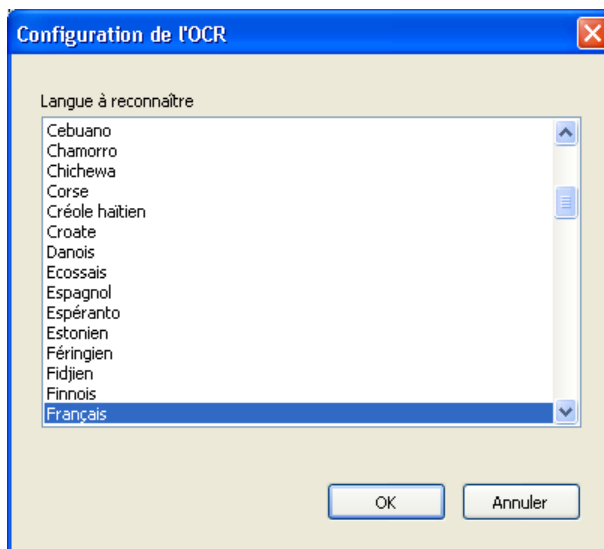 Configuration de l'OCR
Langue à reconnaître
Cebuano
Chamorro
Chichewa
Corse
Créole haïtien
Croate
Danois
Ecossais
Espagnol
Espéranto
Estonien
Féringien
Fidjien
Finnois
Français
OK
Annuler